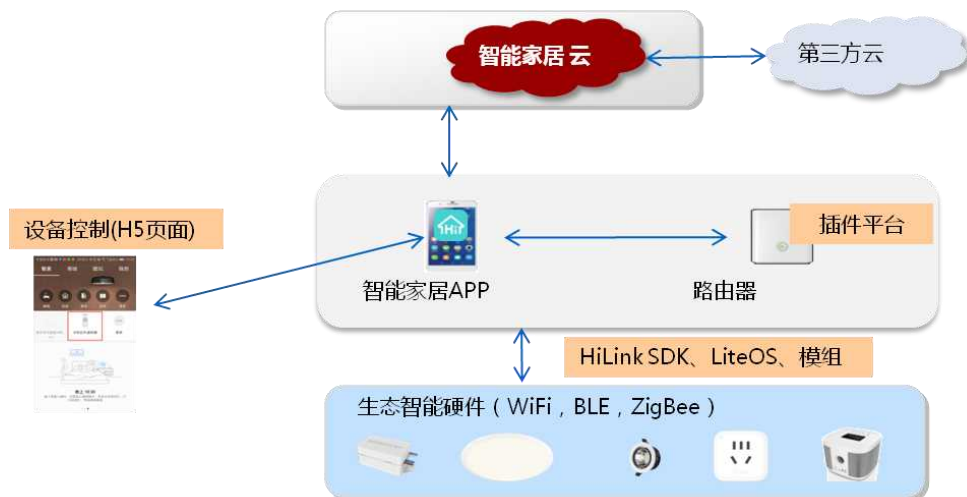 智能家居 云
第三方云
设备控制(H5页面)
插件平台
智能家居APP
路由器
HiLink SDK、LiteOS、模组
生态智能硬件（WiFi，BLE，ZigBee）